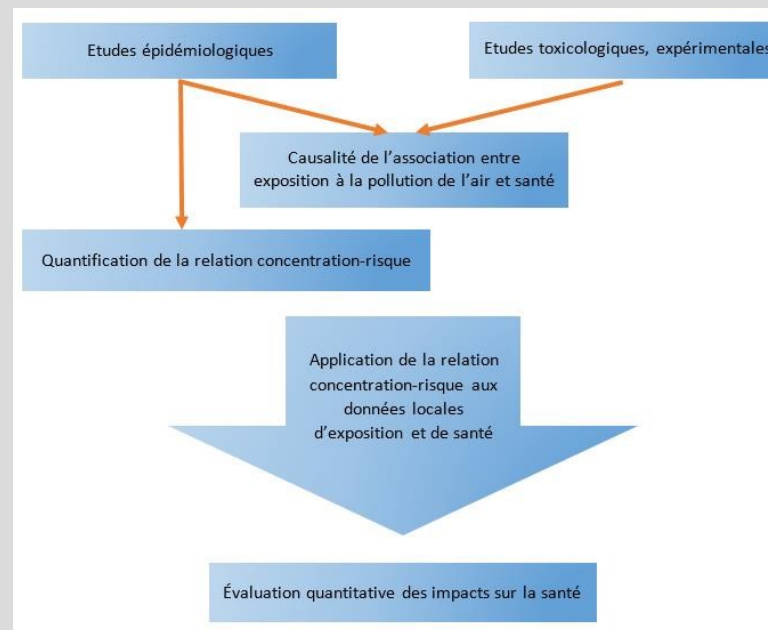 Etudes épidémiologiques
Etudes toxicologiques, expérimentales
Causalité de l'association entre
exposition à la pollution de l'air et santé
Quantification de la relation concentration-risque
Application de la relation
concentration-risque aux
données locales
d'exposition et de santé
Évaluation quantitative des impacts sur la santé